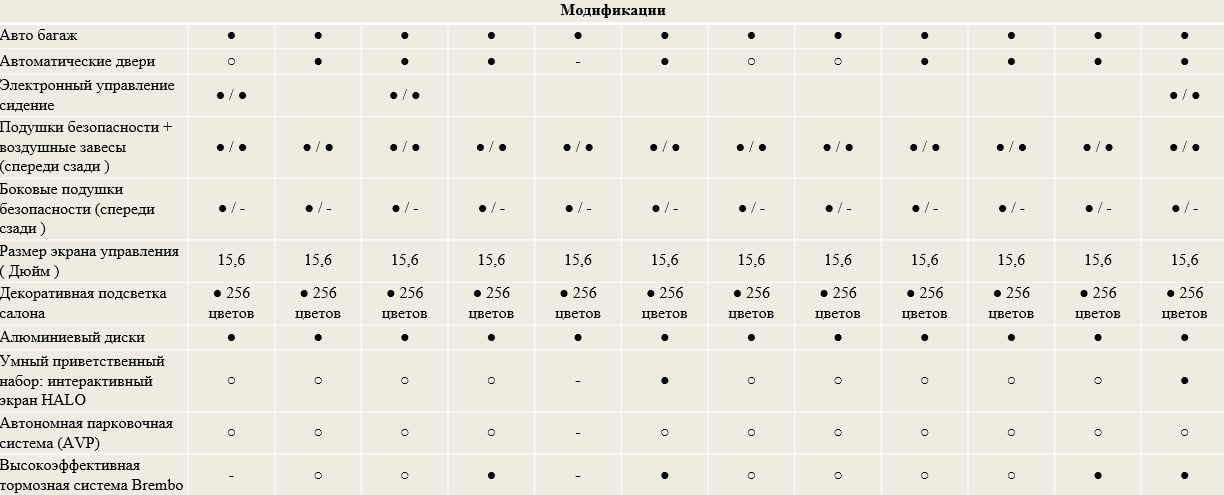 Модификации
Авто багаж ● ● ● ● ● ● ● ● ● ● ● ●
Автоматические двери ○ ● ● ● - ● ○ ○ ● ● ● ●
Электронный управление
сидение ● / ● ● / ● ● / ●
Подушки безопасности +
воздушные завесы
(спереди сзади ) ● / ● ● / ● ● / ● ● / ● ● / ● ● / ● ● / ● ● / ● ● / ● ● / ● ● / ● ● / ●
Боковые подушки
безопасности (спереди
сзади ) ● / - ● / - ● / - ● / - ● / - ● / - ● / - ● / - ● / - ● / - ● / - ● / -
Размер экрана управления
( Дюйм ) 15,6 15,6 15,6 15,6 15,6 15,6 15,6 15,6 15,6 15,6 15,6 15,6
Декоративная подсветка ● 256 ● 256 ● 256 ● 256 ● 256 ● 256 ● 256 ● 256 ● 256 ● 256 ● 256 ● 256
салона цветов цветов цветов цветов цветов цветов цветов цветов цветов цветов цветов цветов
Алюминиевый диски ● ● ● ● ● ● ● ● ● ● ● ●
Умный приветственный
набор: интерактивный ○ ○ ○ ○ - ● ○ ○ ○ ○ ○ ●
экран HALO
Автономная парковочная
система (AVP) ○ ○ ○ ○ - ○ ○ ○ ○ ○ ○ ○
Высокоэффективная
тормозная система Brembo - ○ ○ ● - ● ○ ○ ○ ○ ● ●